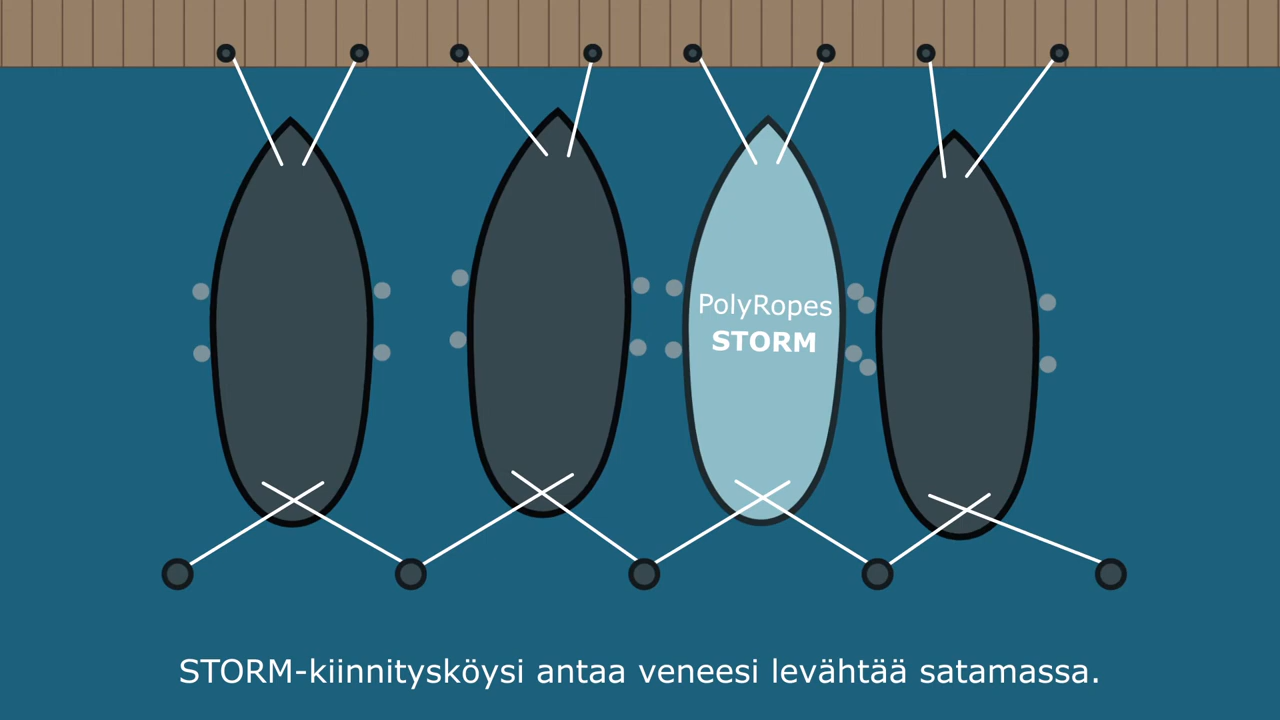 PolyRopes
STORM
STORM-kiinnitysköysi antaa veneesi levähtää satamassa.